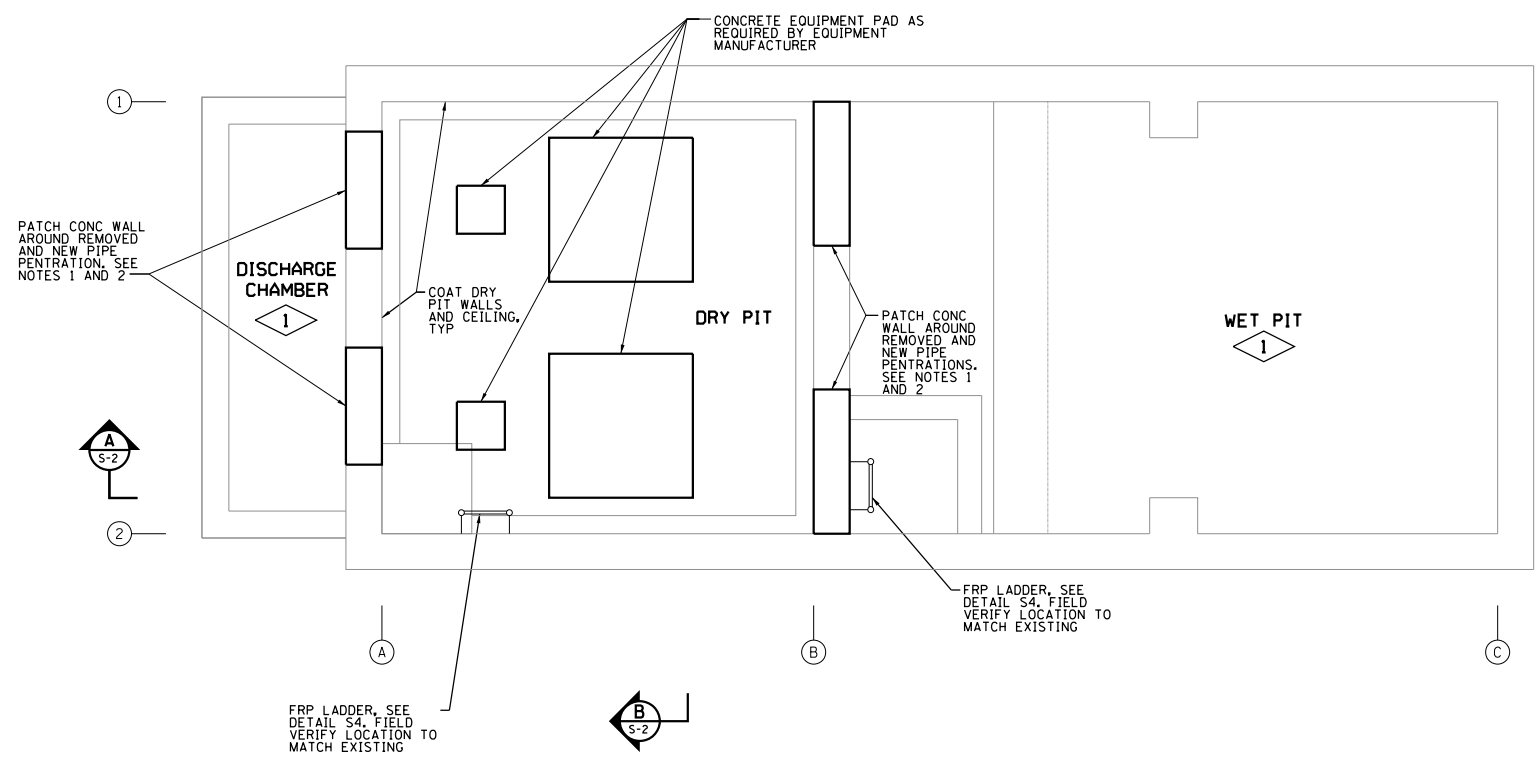 CONCRETE EQUIPMENT PAD AS
REQUIRED BY EQUIPMENT
MANUFACTURER
1
PATCH CONC WALL
AROUND REMOVED
AND NEW PIPE
PENTRATION. SEE
NOTES 1 AND 2
DISCHARGE
CHAMBER
1
COAT DRY
PIT WALLS
AND CEILING,
TYP
DRY PIT
PATCH CONC
WALL AROUND
REMOVED AND
NEW PIPE
PENTRATIONS.
SEE NOTES 1
AND 2
WET PIT
1
A
S-2
2
FRP LADDER, SEE
DETAIL S4. FIELD
VERIFY LOCATION TO
MATCH EXISTING
A
B
C
FRP LADDER, SEE
DETAIL S4. FIELD
VERIFY LOCATION TO
MATCH EXISTING
B
S-2